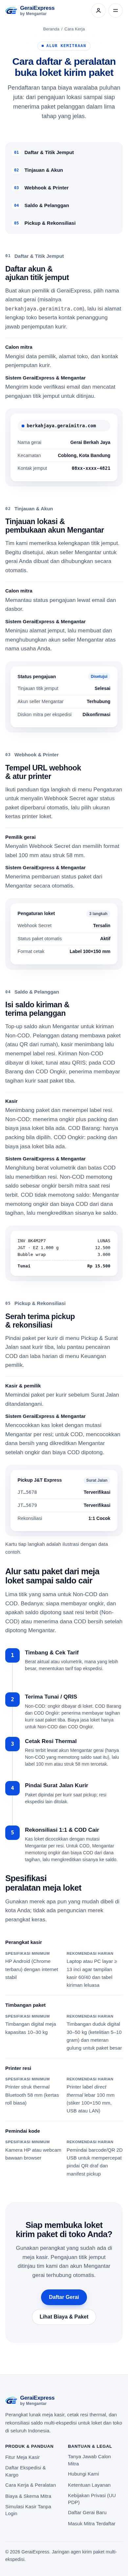 GeraiExpress
by Mengantar
Beranda / Cara Kerja
ALUR KEMITRAAN
Cara daftar & peralatan
buka loket kirim paket
Pendaftaran tanpa biaya waralaba puluhan juta: dari pengajuan lokasi sampai menerima paket pelanggan dalam lima tahap yang jelas.
01 Daftar & Titik Jemput
02 Tinjauan & Akun
03 Webhook & Printer
04 Saldo & Pelanggan
05 Pickup & Rekonsiliasi
01 Daftar & Titik Jemput
Daftar akun &
ajukan titik jemput
Buat akun pemilik di GeraiExpress, pilih nama alamat gerai (misalnya
berkahjaya.geraimitra.com), lalu isi alamat lengkap toko beserta kontak penanggung jawab penjemputan kurir.
Calon mitra
Mengisi data pemilik, alamat toko, dan kontak penjemputan kurir.
Sistem GeraiExpress & Mengantar
Mengirim kode verifikasi email dan mencatat pengajuan titik jemput untuk ditinjau.
berkahjaya.geraimitra.com
Nama gerai Gerai Berkah Jaya
Kecamatan Coblong, Kota Bandung
Kontak jemput 08xx-xxxx-4821
02 Tinjauan & Akun
Tinjauan lokasi &
pembukaan akun Mengantar
Tim kami memeriksa kelengkapan titik jemput. Begitu disetujui, akun seller Mengantar untuk gerai Anda dibuat dan dihubungkan secara otomatis.
Calon mitra
Memantau status pengajuan lewat email dan dasbor.
Sistem GeraiExpress & Mengantar
Meninjau alamat jemput, lalu membuat dan menghubungkan akun seller Mengantar atas nama usaha Anda.
Status pengajuan Disetujui
Tinjauan titik jemput Selesai
Akun seller Mengantar Terhubung
Diskon mitra per ekspedisi Dikonfirmasi
03 Webhook & Printer
Tempel URL webhook
& atur printer
Ikuti panduan tiga langkah di menu Pengaturan untuk menyalin Webhook Secret agar status paket diperbarui otomatis, lalu pilih ukuran kertas printer loket.
Pemilik gerai
Menyalin Webhook Secret dan memilih format label 100 mm atau struk 58 mm.
Sistem GeraiExpress & Mengantar
Menerima pembaruan status paket dari Mengantar secara otomatis.
Pengaturan loket 3 langkah
Webhook Secret Tersalin
Status paket otomatis Aktif
Format cetak Label 100×150 mm
04 Saldo & Pelanggan
Isi saldo kiriman &
terima pelanggan
Top-up saldo akun Mengantar untuk kiriman Non-COD. Pelanggan datang membawa paket (atau QR dari rumah), kasir menimbang lalu menempel label resi. Kiriman Non COD dibayar di loket, tunai atau QRIS; pada COD Barang dan COD Ongkir, penerima membayar tagihan kurir saat paket tiba.
Kasir
Menimbang paket dan menempel label resi. Non-COD: menerima ongkir plus packing dan biaya jasa loket bila ada. COD Barang: hanya packing dan biaya jasa. COD Ongkir: packing dan biaya jasa loket bila ada.
Sistem GeraiExpress & Mengantar
Menghitung berat volumetrik dan batas COD lalu menerbitkan resi. Non-COD memotong saldo sebesar ongkir bersih mitra saat resi terbit. COD tidak memotong saldo: Mengantar memotong ongkir dan biaya COD dana dan tagihan, lalu mengkreditkan sisanya ke saldo.
INV 8K4M2P7 LUNAS
JGT · EZ 1.000 g 12.500
Bubble wrap 3.000
Tunai Rp 15.500
05 Pickup & Rekonsiliasi
Serah terima pickup
& rekonsiliasi
Pindai paket per kurir di menu Pickup & Surat Jalan saat kurir tiba, lalu pantau pencairan COD dan laba harian di menu Keuangan pemilik.
Kasir & pemilik
Memindai paket per kurir sebelum Surat Jalan ditandatangani.
Sistem GeraiExpress & Mengantar
Mencocokkan kas loket dengan mutasi Mengantar per resi; untuk COD, mencocokkan dana bersih yang dikreditkan Mengantar setelah ongkir dan biaya COD dipotong.
Pickup J&T Express Surat Jalan
JT…5678 Terverifikasi
JT…5679 Terverifikasi
Rekonsiliasi 1:1 Cocok
Kartu tiap langkah adalah ilustrasi dengan data contoh.
Alur satu paket dari meja
loket sampai saldo cair
Lima titik yang sama untuk Non-COD dan COD. Bedanya: siapa membayar ongkir, dan apakah saldo dipotong saat resi terbit (Non-COD) atau menerima dana COD bersih setelah dipotong Mengantar.
1 Timbang & Cek Tarif
Berat aktual atau volumetrik, mana yang lebih besar, menentukan tarif tiap ekspedisi.
2 Terima Tunai / QRIS
Non-COD: ongkir dibayar di loket. COD Barang dan COD Ongkir: penerima membayar tagihan kurir saat paket tiba. Biaya jasa loket hanya untuk Non-COD dan COD Ongkir.
3 Cetak Resi Thermal
Resi terbit lewat akun Mengantar gerai (hanya Non-COD yang memotong saldo saat itu), lalu label 100 mm atau struk 58 mm tercetak.
4 Pindai Surat Jalan Kurir
Paket dipindai per kurir saat pickup; resi ekspedisi lain ditolak.
5 Rekonsiliasi 1:1 & COD Cair
Kas loket dicocokkan dengan mutasi Mengantar per resi. Untuk COD, Mengantar memotong ongkir dan biaya COD dari dana tagihan, lalu mengkreditkan sisanya ke saldo.
Spesifikasi
peralatan meja loket
Gunakan merek apa pun yang mudah dibeli di kotamu. Anda tidak wajib membeli dari pengecer perangkat keras.
Perangkat kasir
SPESIFIKASI MINIMUM
HP Android (Chrome terbaru) dengan internet stabil
REKOMENDASI HARIAN
Laptop atau PC layar ≥ 13 inci agar tampilan kasir 60/40 dan tabel kiriman leluasa
Timbangan paket
SPESIFIKASI MINIMUM
Timbangan digital meja kapasitas 10–30 kg
REKOMENDASI HARIAN
Timbangan duduk digital 30–50 kg (ketelitian 5–10 gram) dan meteran gulung untuk paket besar
Printer resi
SPESIFIKASI MINIMUM
Printer struk thermal Bluetooth 58 mm (kertas roll biasa)
REKOMENDASI HARIAN
Printer label direct thermal lebar 100 mm (stiker 100×150 mm, USB atau LAN)
Pemindai kode
SPESIFIKASI MINIMUM
Kamera HP atau webcam bawaan browser
REKOMENDASI HARIAN
Pemindai barcode/QR 2D USB untuk mempercepat pindai QR draf dan manifest pickup
Siap membuka loket
kirim paket di toko Anda?
Gunakan perangkat yang sudah ada di meja kerja. Pengajuan titik jemput ditinjau tim kami dan akun Mengantar dibuat setelah lokasi terhubung.
Daftar Gerai
Lihat Biaya & Paket
GeraiExpress
by Mengantar
Perangkat lunak meja kasir, cetak resi thermal, dan rekonsiliasi saldo multi-ekspedisi untuk loket dan toko di seluruh Indonesia.
PRODUK & PANDUAN
Fitur Meja Kasir
Daftar Ekspedisi & Kargo
Cara Kerja & Peralatan
Biaya & Skema Mitra
Simulasi Kasir Tanpa Login
BANTUAN & LEGAL
Tanya Jawab Calon Mitra
Hubungi Kami
Ketentuan Layanan
Kebijakan Privasi (UU PDP)
Daftar Gerai Baru
Masuk Mitra Terdaftar
© 2026 GeraiExpress. Jaringan agen kirim paket multi-ekspedisi.